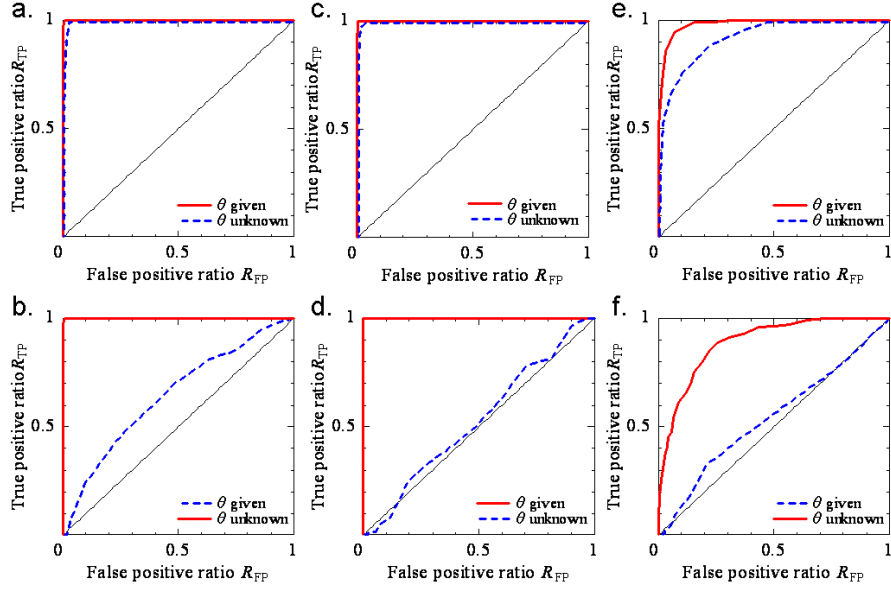 a.
True positive ratio R_TP
1
0.5
θ given
θ unknown
0
0.5
1
False positive ratio R_FP
c.
True positive ratio R_TP
1
0.5
θ given
θ unknown
0
0.5
1
False positive ratio R_FP
e.
True positive ratio R_TP
1
0.5
θ given
θ unknown
0
0.5
1
False positive ratio R_FP
b.
True positive ratio R_TP
1
0.5
θ given
θ unknown
0
0.5
1
False positive ratio R_FP
d.
True positive ratio R_TP
1
0.5
θ given
θ unknown
0
0.5
1
False positive ratio R_FP
f.
True positive ratio R_TP
1
0.5
θ given
θ unknown
0
0.5
1
False positive ratio R_FP